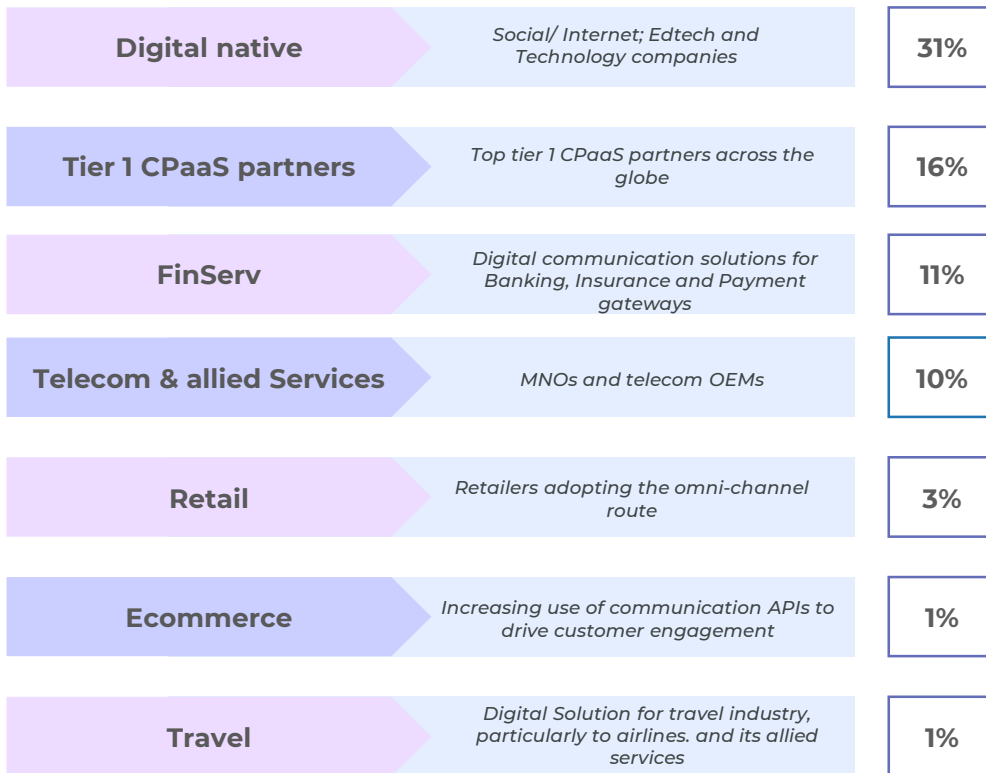 Digital native
Social/ Internet; Edtech and
Technology companies
31%
Tier 1 CPaaS partners
Top tier 1 CPaaS partners across the
globe
16%
FinServ
Digital communication solutions for
Banking, Insurance and Payment
gateways
11%
Telecom & allied Services
MNOs and telecom OEMs
10%
Retail
Retailers adopting the omni-channel
route
3%
Ecommerce
Increasing use of communication APIs to
drive customer engagement
1%
Travel
Digital Solution for travel industry,
particularly to airlines. and its allied
services
1%